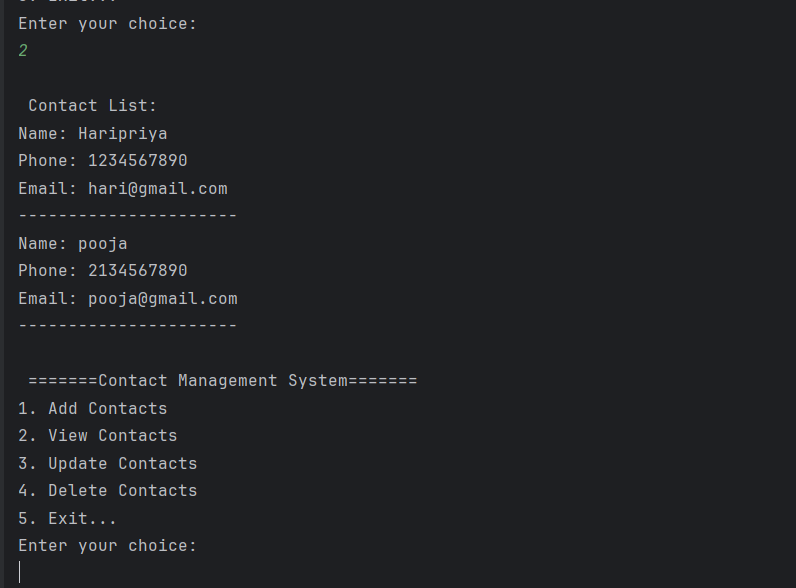 Enter your choice:
2
Contact List:
Name: Haripriya
Phone: 1234567890
Email: hari@gmail.com
----------------------
Name: pooja
Phone: 2134567890
Email: pooja@gmail.com
----------------------
=======Contact Management System=======
1. Add Contacts
2. View Contacts
3. Update Contacts
4. Delete Contacts
5. Exit...
Enter your choice: